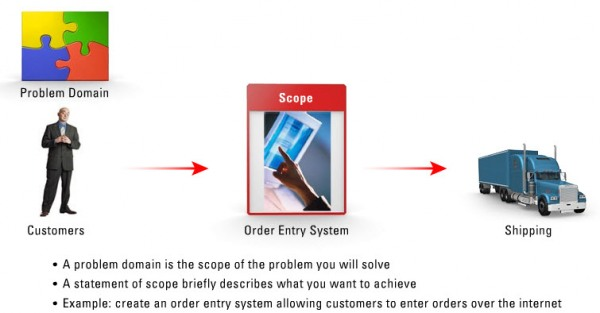 Problem Domain
Scope
Customers
Order Entry System
Shipping
• A problem domain is the scope of the problem you will solve
• A statement of scope briefly describes what you want to achieve
• Example: create an order entry system allowing customers to enter orders over the internet